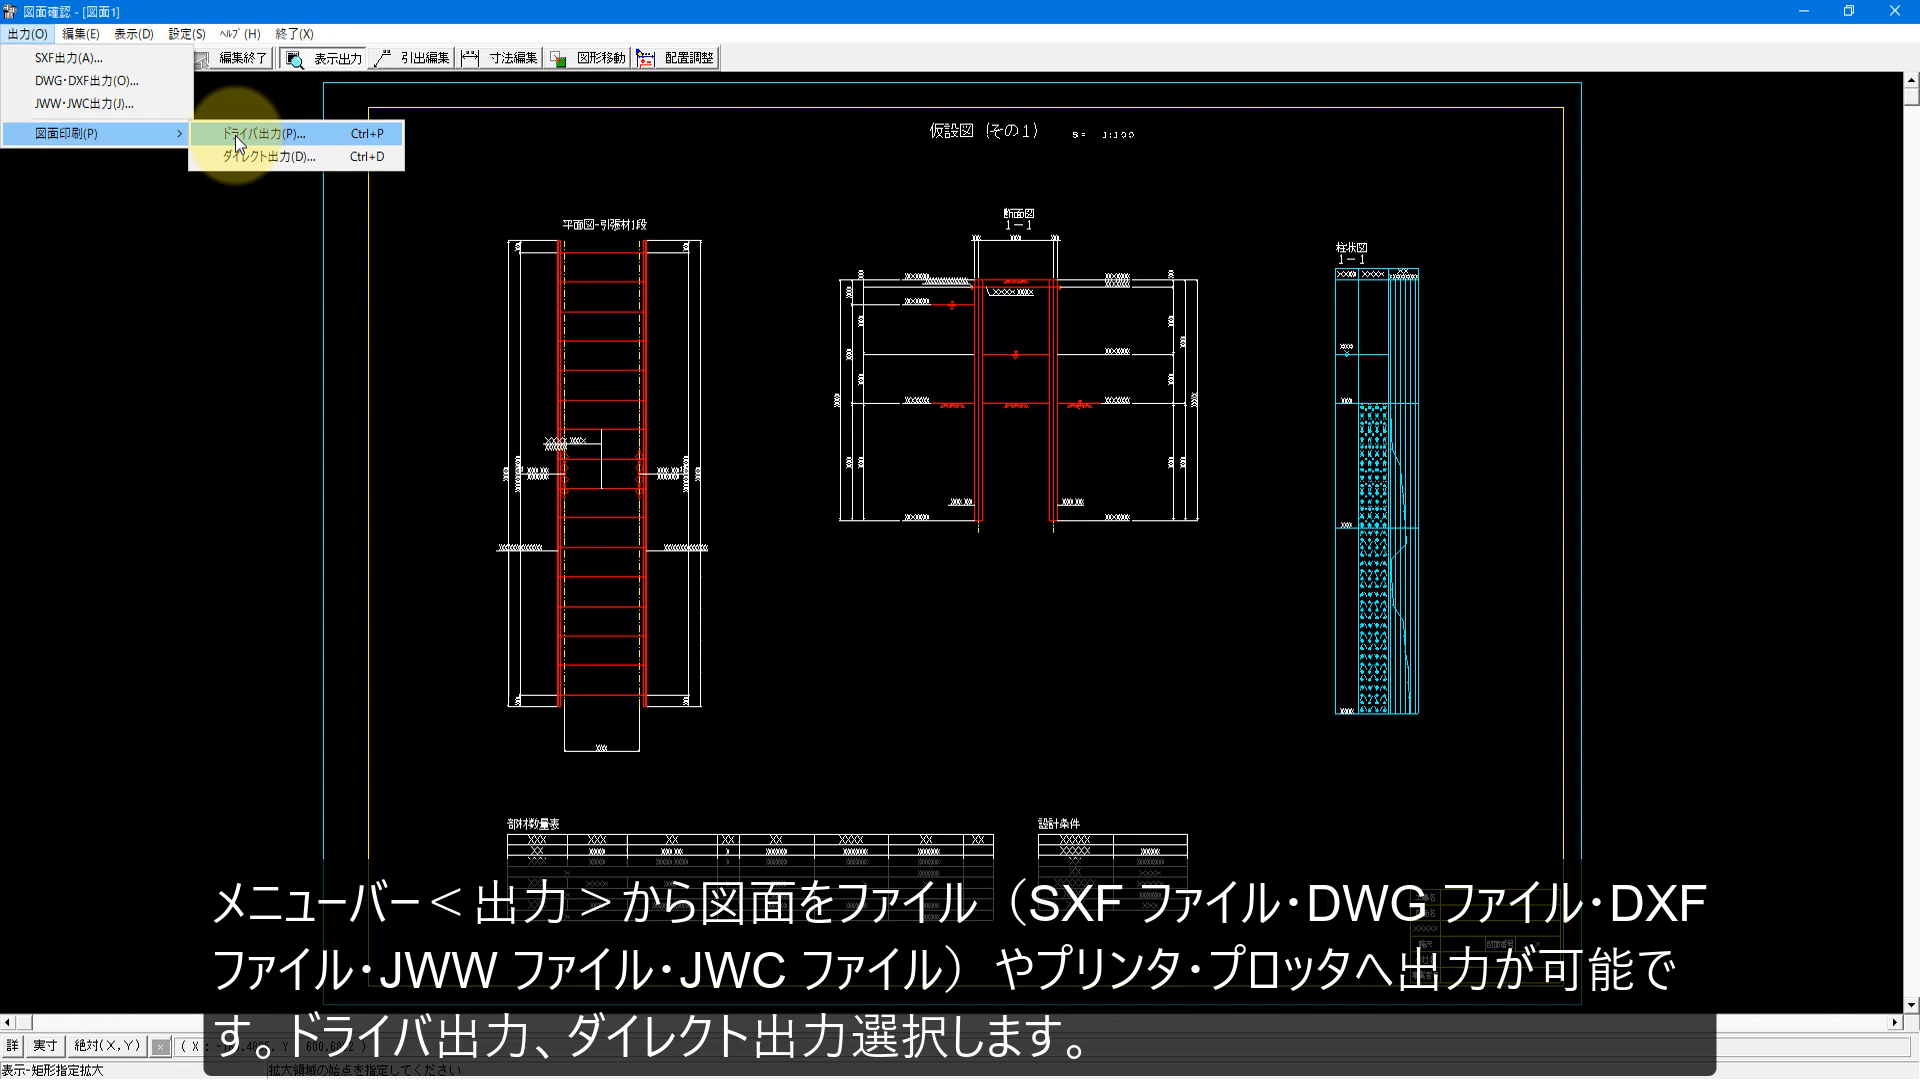 図面確認 - [図面1]
出力(O) 編集(E) 表示(D) 設定(S) ﾍﾙﾌﾟ(H) 終了(X)
SXF出力(A)...
DWG･DXF出力(O)...
JWW･JWC出力(J)...
図面印刷(P)
ドライバ出力(P)... Ctrl+P
ダイレクト出力(D)... Ctrl+D
編集終了 表示出力 引出編集 寸法編集 図形移動 配置調整
仮設図 (その1) S= 1:100
平面図-引張材1段
断面図
1-1
柱状図
1-1
部材数量表
設計条件
メニューバー＜出力＞から図面をファイル（SXF ファイル・DWG ファイル・DXF
ファイル・JWW ファイル・JWC ファイル）やプリンタ・プロッタへ出力が可能で
す。ドライバ出力、ダイレクト出力選択します。
詳 実寸 絶対(X,Y)
表示-矩形指定拡大 拡大領域の始点を指定してください